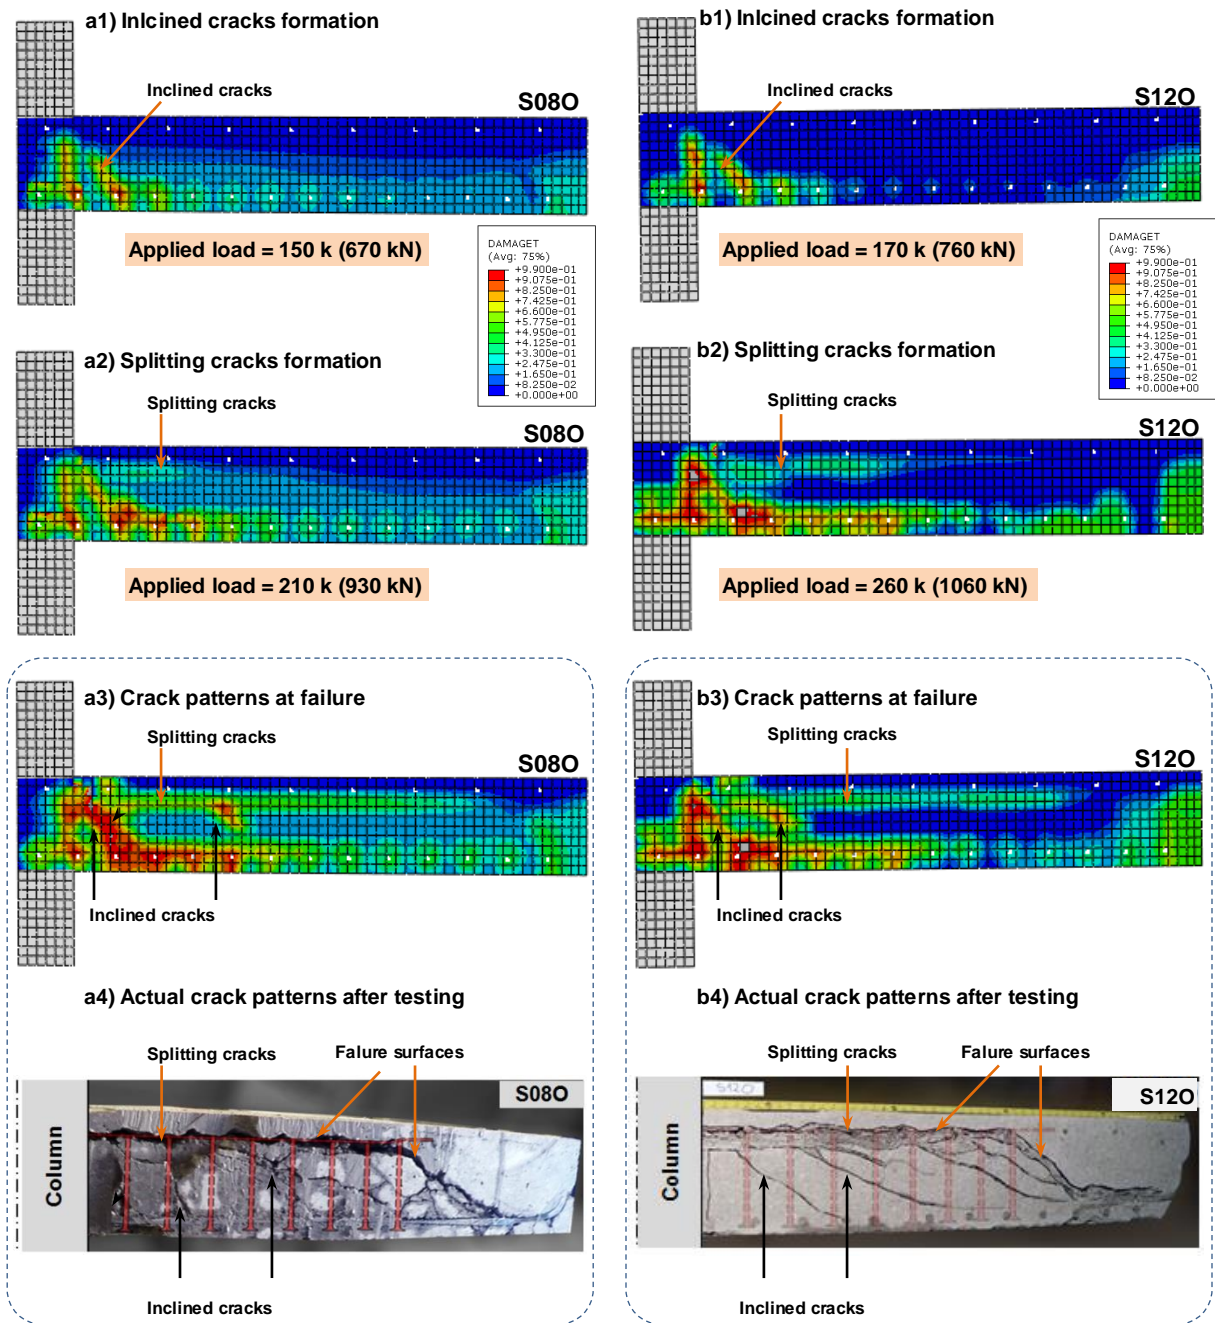 a1) Inlcined cracks formation
Inclined cracks
S08O
Applied load = 150 k (670 kN)
DAMAGET
(Avg: 75%)
+9.900e-01
+9.075e-01
+8.250e-01
+7.425e-01
+6.600e-01
+5.775e-01
+4.950e-01
+4.125e-01
+3.300e-01
+2.475e-01
+1.650e-01
+8.250e-02
+0.000e+00
b1) Inlcined cracks formation
Inclined cracks
S12O
Applied load = 170 k (760 kN)
DAMAGET
(Avg: 75%)
+9.900e-01
+9.075e-01
+8.250e-01
+7.425e-01
+6.600e-01
+5.775e-01
+4.950e-01
+4.125e-01
+3.300e-01
+2.475e-01
+1.650e-01
+8.250e-02
+0.000e+00
a2) Splitting cracks formation
Splitting cracks
S08O
Applied load = 210 k (930 kN)
b2) Splitting cracks formation
Splitting cracks
S12O
Applied load = 260 k (1060 kN)
a3) Crack patterns at failure
Splitting cracks
S08O
Inclined cracks
b3) Crack patterns at failure
Splitting cracks
S12O
Inclined cracks
a4) Actual crack patterns after testing
Splitting cracks
Falure surfaces
S08O
Column
Inclined cracks
b4) Actual crack patterns after testing
Splitting cracks
Falure surfaces
S120
S12O
Column
Inclined cracks